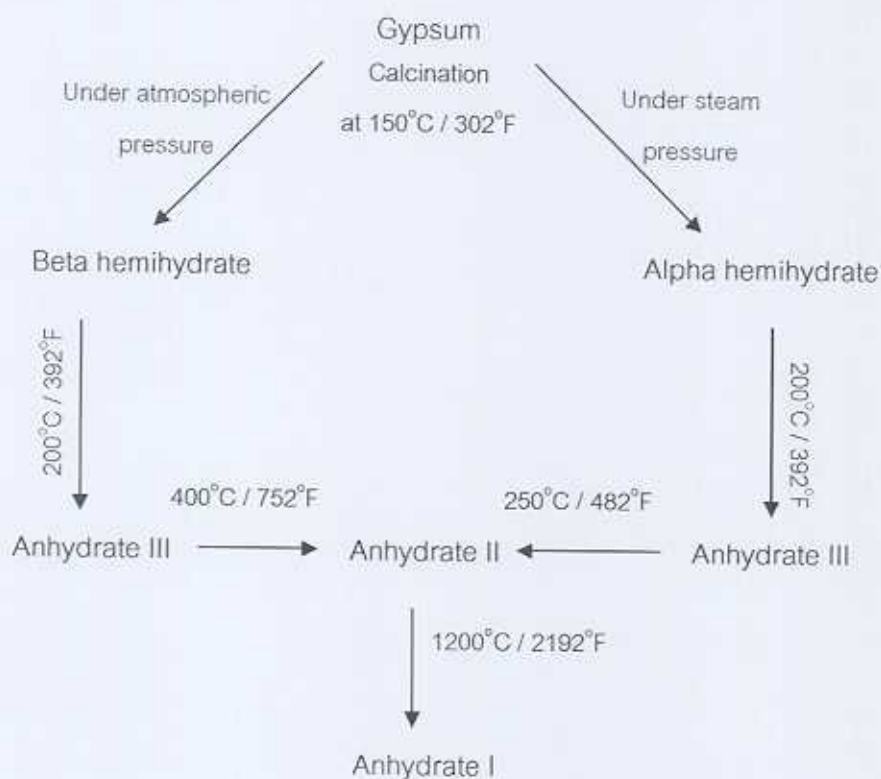 Gypsum
Calcination
at 150°C / 302°F
Under atmospheric
pressure
Under steam
pressure
Beta hemihydrate
Alpha hemihydrate
200°C / 392°F
200°C / 392°F
400°C / 752°F
250°C / 482°F
Anhydrate III
Anhydrate II
Anhydrate III
1200°C / 2192°F
Anhydrate I